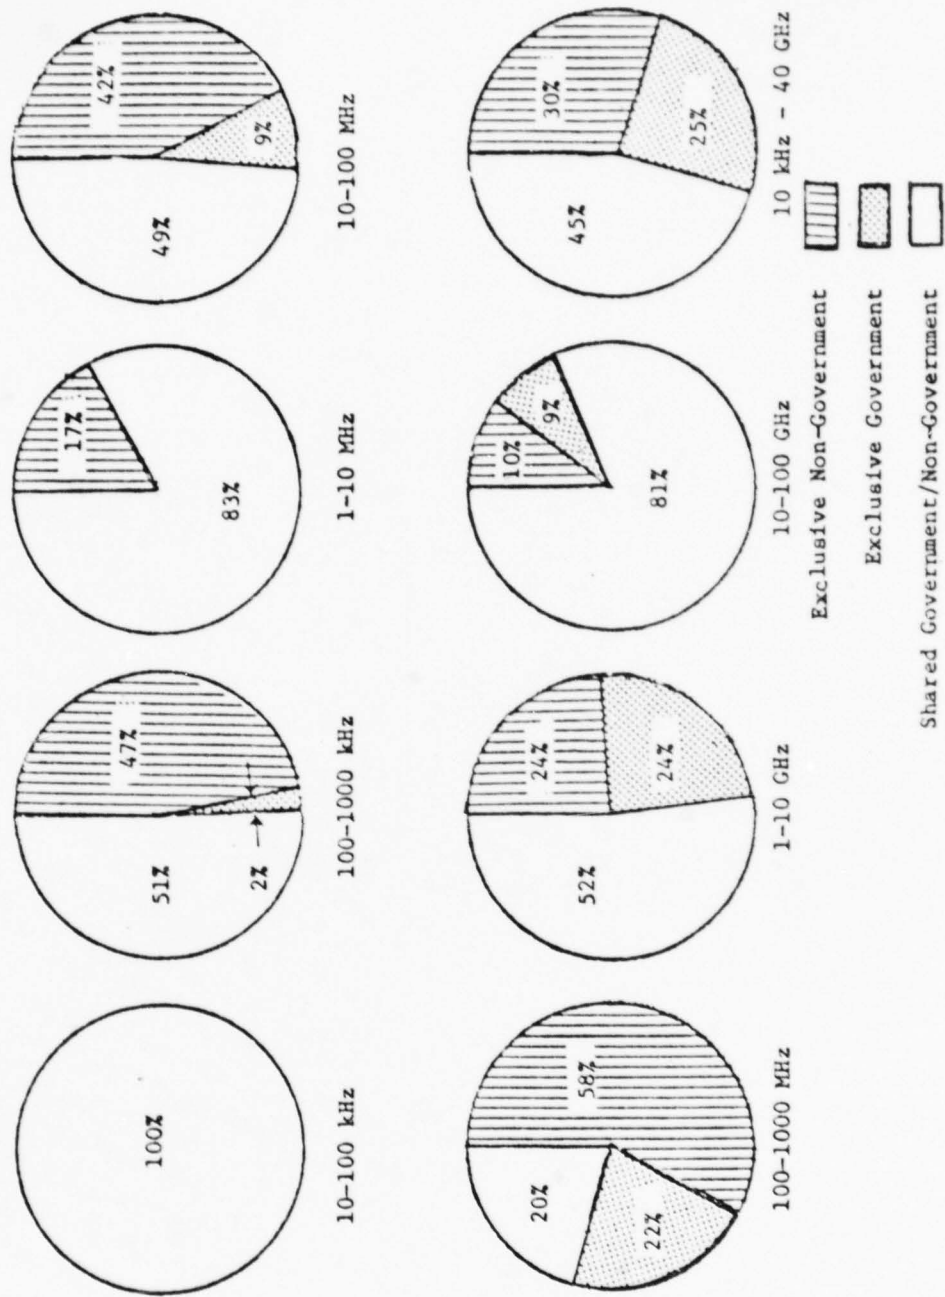 100%
10-100 kHz
51%
47%
2%
100-1000 kHz
17%
83%
1-10 MHz
42%
49%
9%
10-100 MHz
20%
58%
22%
100-1000 MHz
24%
52%
24%
1-10 GHz
10%
9%
81%
10-100 GHz
30%
45%
25%
10 kHz - 40 GHz
Exclusive Non-Government
Exclusive Government
Shared Government/Non-Government